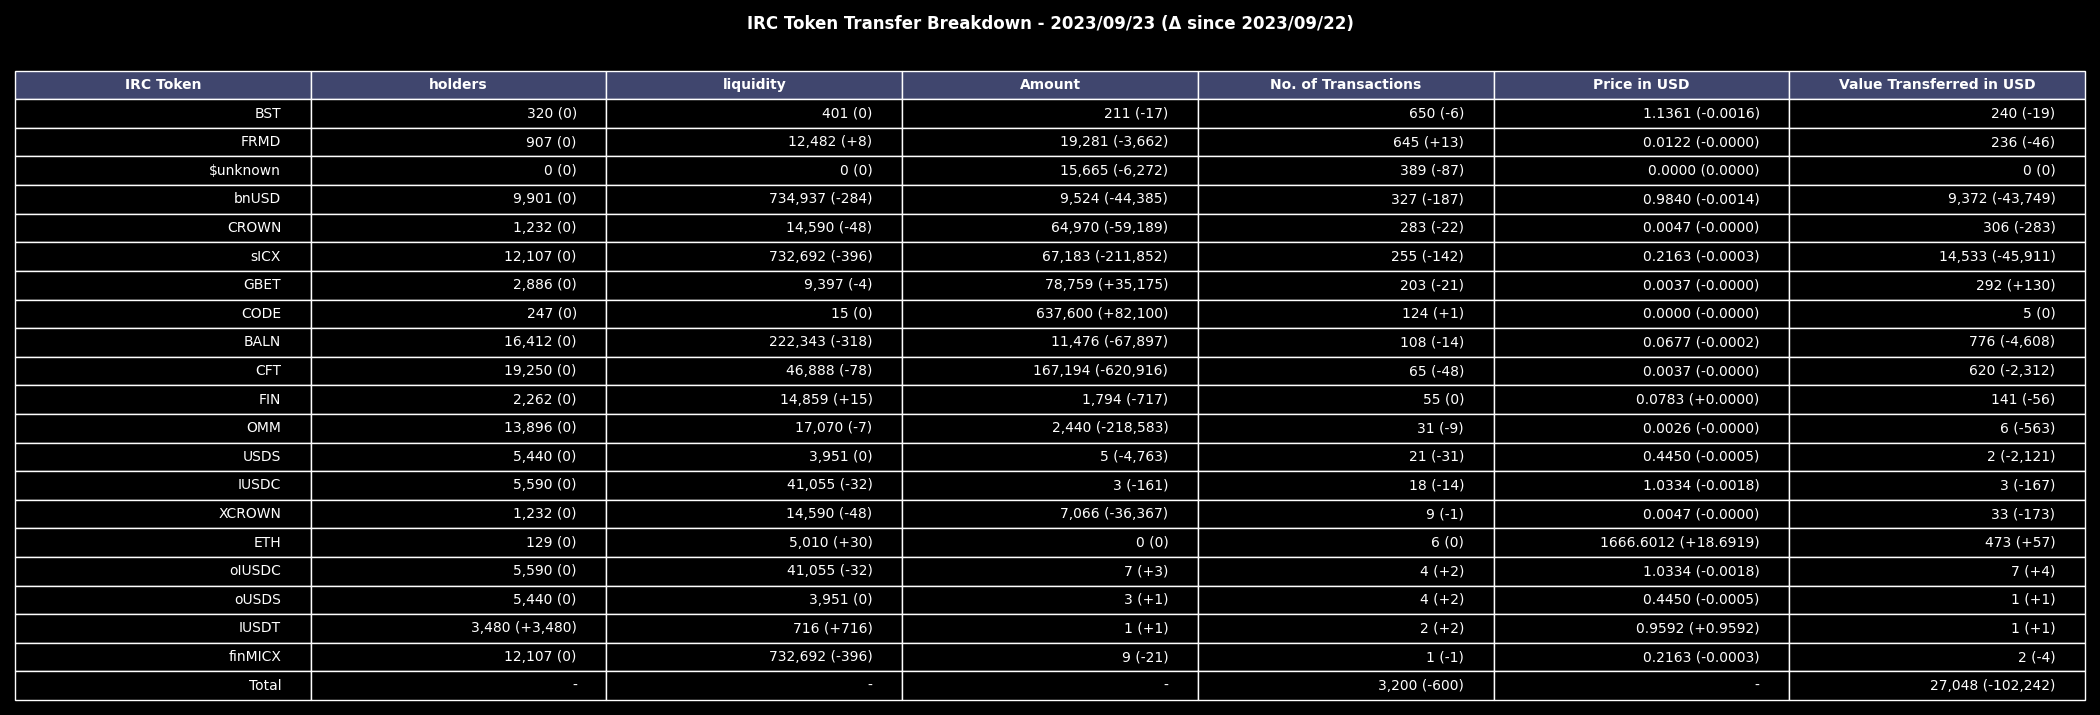 IRC Token Transfer Breakdown - 2023/09/23 (Δ since 2023/09/22)
IRC Token holders liquidity Amount No. of Transactions Price in USD Value Transferred in USD
BST 320 (0) 401 (0) 211 (-17) 650 (-6) 1.1361 (-0.0016) 240 (-19)
FRMD 907 (0) 12,482 (+8) 19,281 (-3,662) 645 (+13) 0.0122 (-0.0000) 236 (-46)
$unknown 0 (0) 0 (0) 15,665 (-6,272) 389 (-87) 0.0000 (0.0000) 0 (0)
bnUSD 9,901 (0) 734,937 (-284) 9,524 (-44,385) 327 (-187) 0.9840 (-0.0014) 9,372 (-43,749)
CROWN 1,232 (0) 14,590 (-48) 64,970 (-59,189) 283 (-22) 0.0047 (-0.0000) 306 (-283)
sICX 12,107 (0) 732,692 (-396) 67,183 (-211,852) 255 (-142) 0.2163 (-0.0003) 14,533 (-45,911)
GBET 2,886 (0) 9,397 (-4) 78,759 (+35,175) 203 (-21) 0.0037 (-0.0000) 292 (+130)
CODE 247 (0) 15 (0) 637,600 (+82,100) 124 (+1) 0.0000 (-0.0000) 5 (0)
BALN 16,412 (0) 222,343 (-318) 11,476 (-67,897) 108 (-14) 0.0677 (-0.0002) 776 (-4,608)
CFT 19,250 (0) 46,888 (-78) 167,194 (-620,916) 65 (-48) 0.0037 (-0.0000) 620 (-2,312)
FIN 2,262 (0) 14,859 (+15) 1,794 (-717) 55 (0) 0.0783 (+0.0000) 141 (-56)
OMM 13,896 (0) 17,070 (-7) 2,440 (-218,583) 31 (-9) 0.0026 (-0.0000) 6 (-563)
USDS 5,440 (0) 3,951 (0) 5 (-4,763) 21 (-31) 0.4450 (-0.0005) 2 (-2,121)
IUSDC 5,590 (0) 41,055 (-32) 3 (-161) 18 (-14) 1.0334 (-0.0018) 3 (-167)
XCROWN 1,232 (0) 14,590 (-48) 7,066 (-36,367) 9 (-1) 0.0047 (-0.0000) 33 (-173)
ETH 129 (0) 5,010 (+30) 0 (0) 6 (0) 1666.6012 (+18.6919) 473 (+57)
oIUSDC 5,590 (0) 41,055 (-32) 7 (+3) 4 (+2) 1.0334 (-0.0018) 7 (+4)
oUSDS 5,440 (0) 3,951 (0) 3 (+1) 4 (+2) 0.4450 (-0.0005) 1 (+1)
IUSDT 3,480 (+3,480) 716 (+716) 1 (+1) 2 (+2) 0.9592 (+0.9592) 1 (+1)
finMICX 12,107 (0) 732,692 (-396) 9 (-21) 1 (-1) 0.2163 (-0.0003) 2 (-4)
Total - - - 3,200 (-600) - 27,048 (-102,242)